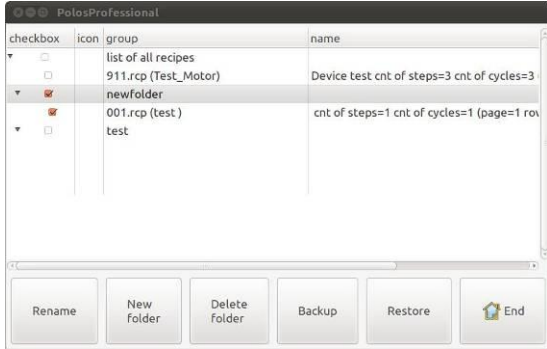 PolosProfessional
checkbox icon group name
list of all recipes
911.rcp (Test_Motor) Device test cnt of steps=3 cnt of cycles=3
newfolder
001.rcp (test ) cnt of steps=1 cnt of cycles=1 (page=1 row
test
Rename New folder Delete folder Backup Restore End